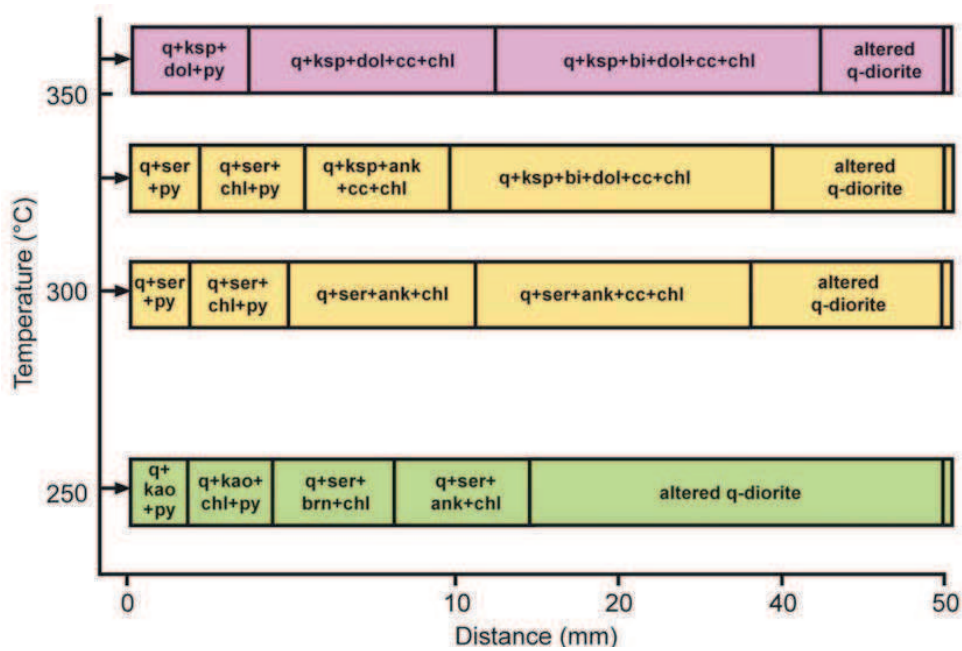 q+ksp+
dol+py
q+ksp+dol+cc+chl
q+ksp+bi+dol+cc+chl
altered
q-diorite
350
q+ser
+py
q+ser+
chl+py
q+ksp+ank
+cc+chl
q+ksp+bi+dol+cc+chl
altered
q-diorite
q+ser
+py
q+ser+
chl+py
q+ser+ank+chl
q+ser+ank+cc+chl
altered
q-diorite
300
Temperature (°C)
q+
kao
+py
q+kao+
chl+py
q+ser+
brn+chl
q+ser+
ank+chl
altered q-diorite
250
0 10 20 40 50
Distance (mm)